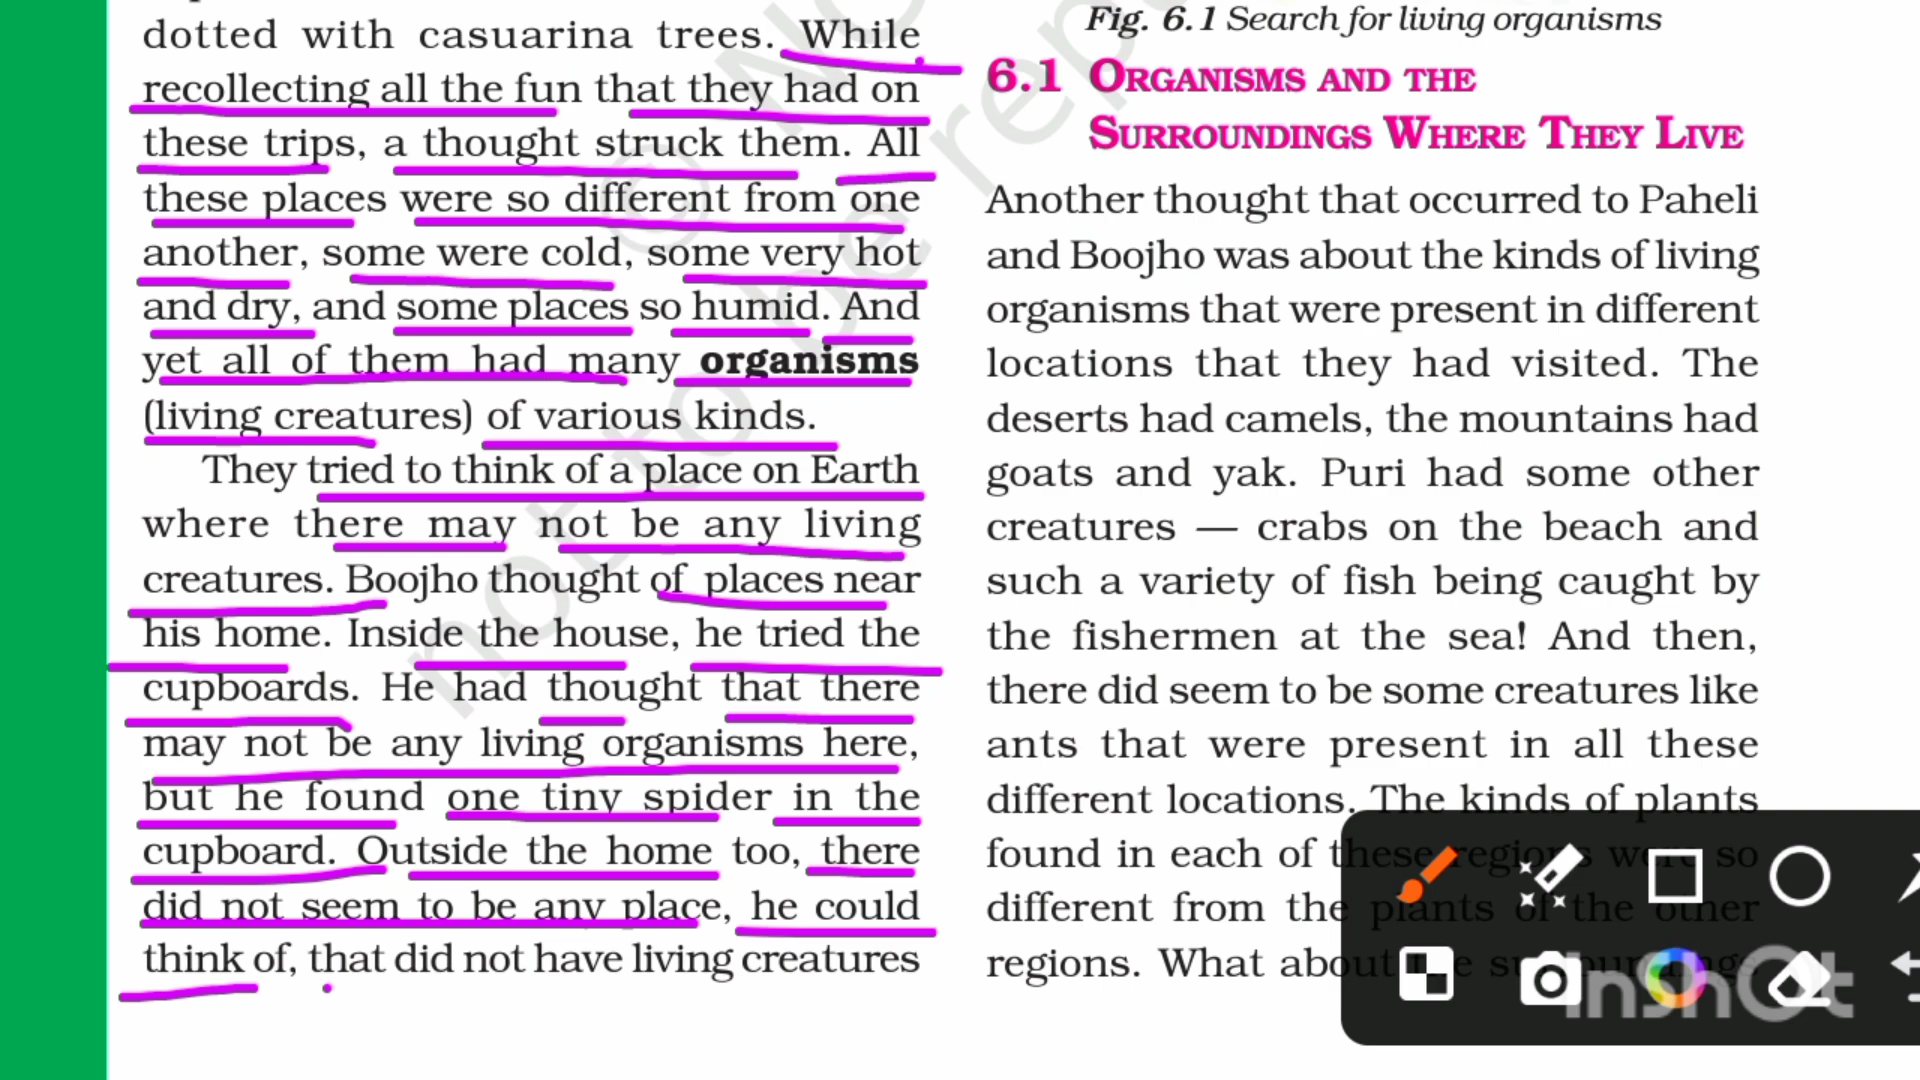 dotted with casuarina trees. While
recollecting all the fun that they had on
these trips, a thought struck them. All
these places were so different from one
another, some were cold, some very hot
and dry, and some places so humid. And
yet all of them had many organisms
(living creatures) of various kinds.
They tried to think of a place on Earth
where there may not be any living
creatures. Boojho thought of places near
his home. Inside the house, he tried the
cupboards. He had thought that there
may not be any living organisms here,
but he found one tiny spider in the
cupboard. Outside the home too, there
did not seem to be any place, he could
think of, that did not have living creatures
Fig. 6.1 Search for living organisms
6.1 ORGANISMS AND THE
SURROUNDINGS WHERE THEY LIVE
Another thought that occurred to Paheli
and Boojho was about the kinds of living
organisms that were present in different
locations that they had visited. The
deserts had camels, the mountains had
goats and yak. Puri had some other
creatures — crabs on the beach and
such a variety of fish being caught by
the fishermen at the sea! And then,
there did seem to be some creatures like
ants that were present in all these
different locations. The kinds of plants
found in each of these regions were so
different from the plants of the other
regions. What about
InShOt
not to be